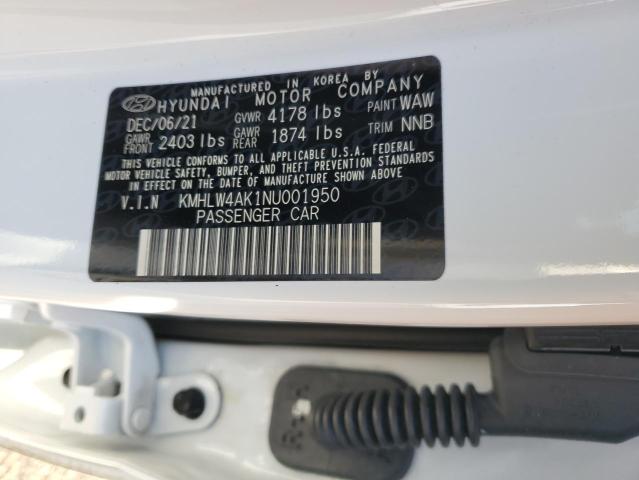 MANUFACTURED IN KOREA BY
HYUNDAI MOTOR COMPANY
DEC/06/21 GVWR 4178 lbs PAINT WAW
GAWR FRONT 2403 lbs GAWR REAR 1874 lbs TRIM NNB
THIS VEHICLE CONFORMS TO ALL APPLICABLE U.S.A. FEDERAL
MOTOR VEHICLE SAFETY, BUMPER, AND THEFT PREVENTION STANDARDS
IN EFFECT ON THE DATE OF MANUFACTURE SHOWN ABOVE
V.I.N KMHLW4AK1NU001950
PASSENGER CAR